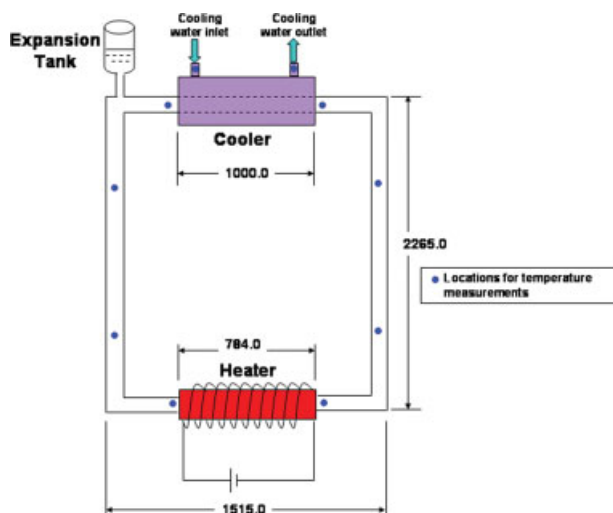 Cooling
water inlet
Cooling
water outlet
Expansion
Tank
Cooler
1000.0
2265.0
Locations for temperature
measurements
784.0
Heater
1515.0